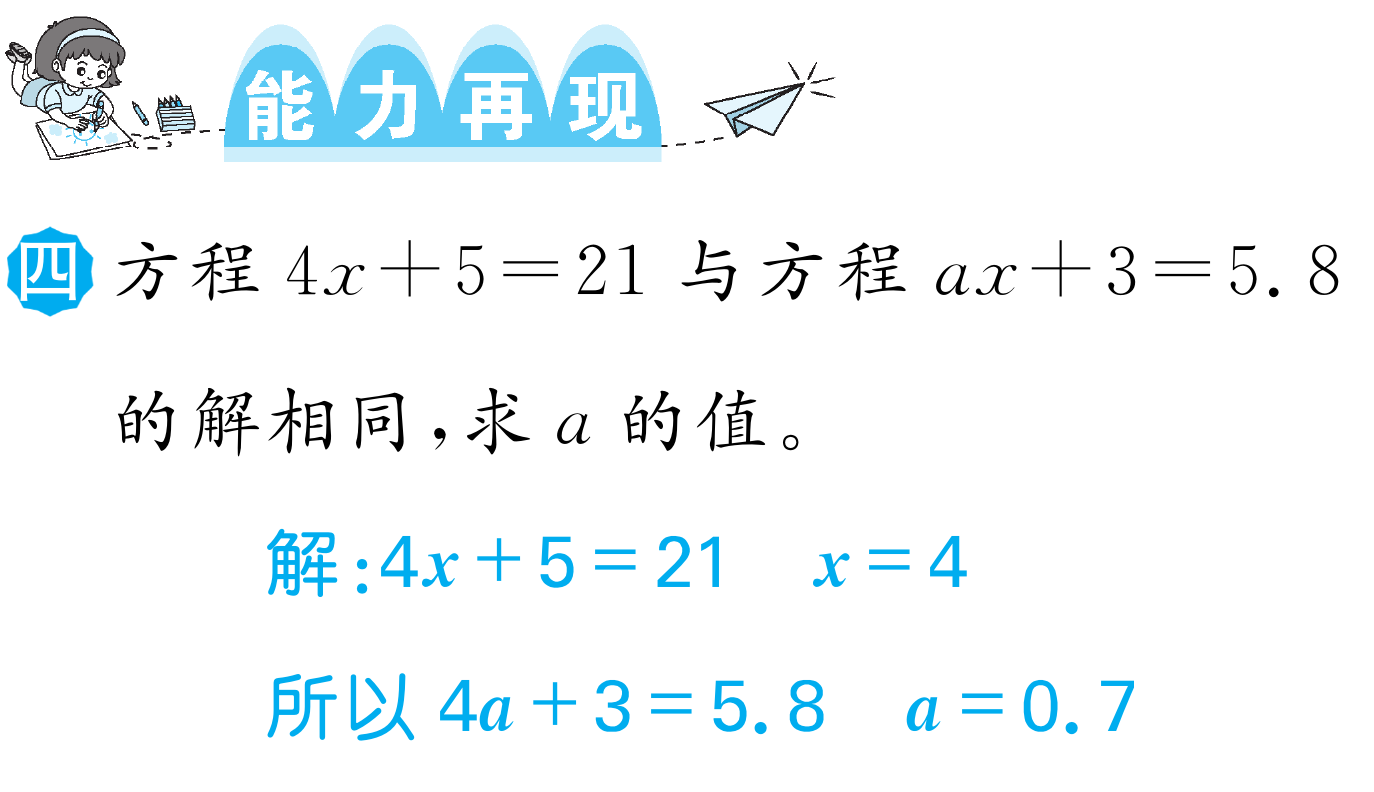 能力再现
四 方程 4x+5=21 与方程 ax+3=5.8
的解相同,求 a 的值。
解:4x+5=21 x=4
所以 4a+3=5.8 a=0.7